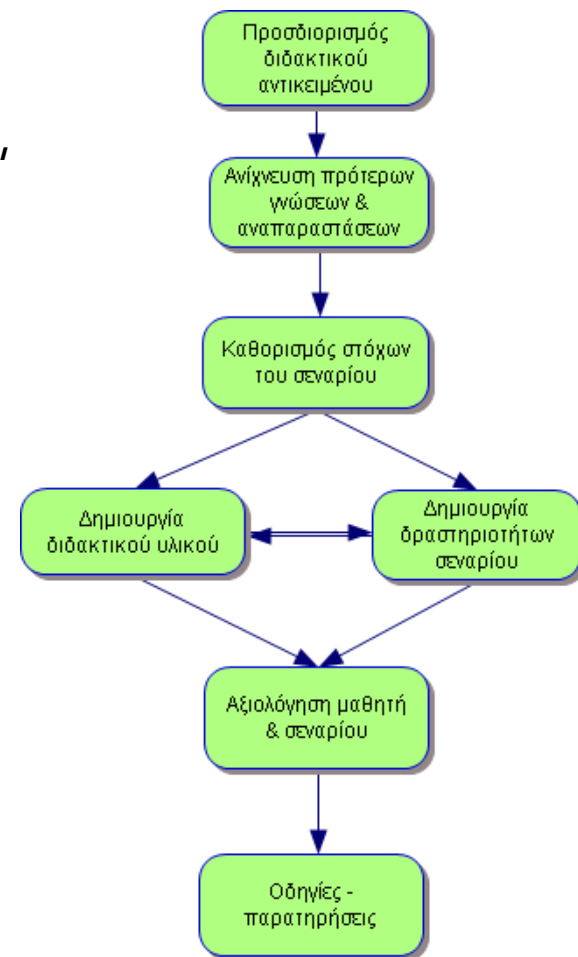 Προσδιορισμός
διδακτικού
αντικειμένου
Ανίχνευση πρότερων
γνώσεων &
αναπαραστάσεων
Καθορισμός στόχων
του σεναρίου
Δημιουργία
διδακτικού υλικού
Δημιουργία
δραστηριοτήτων
σεναρίου
Αξιολόγηση μαθητή
& σεναρίου
Οδηγίες -
παρατηρήσεις